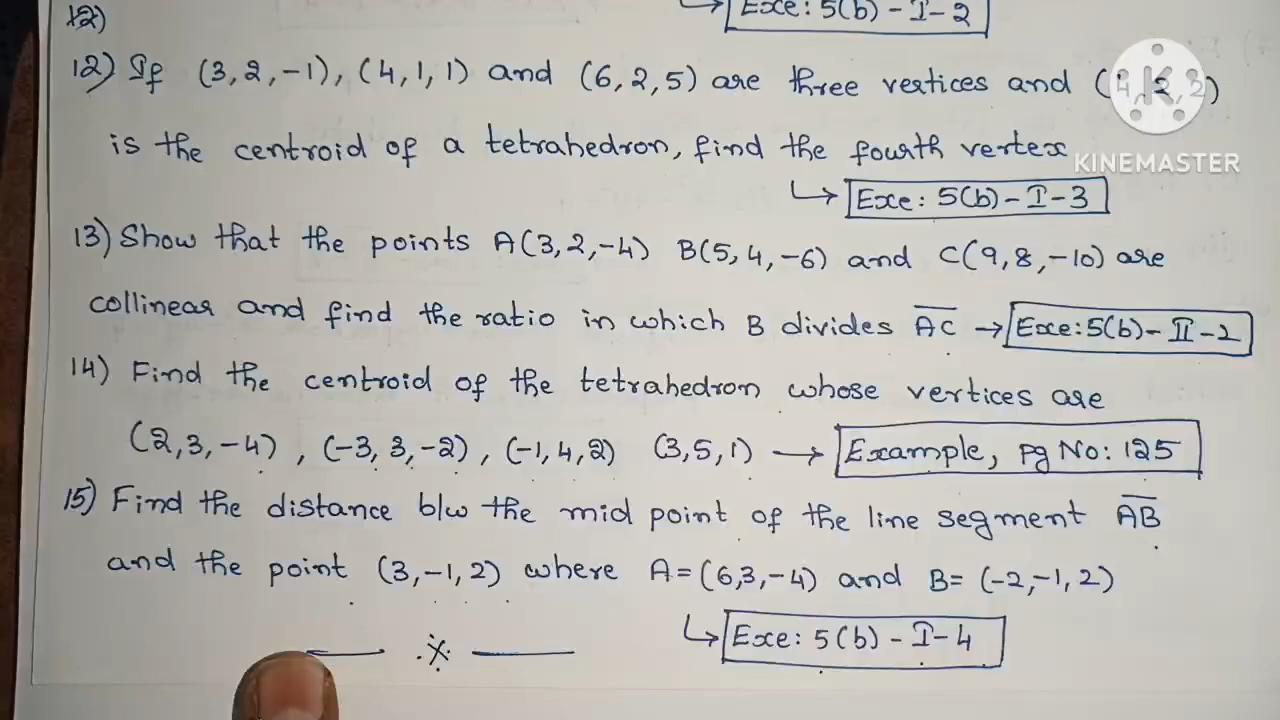 12)
↳ Exe: 5(b) - I - 2
12) If (3, 2, -1), (4, 1, 1) and (6, 2, 5) are three vertices and (4, 2, 2)
is the centroid of a tetrahedron, find the fourth vertex
KINEMASTER
↳ Exe: 5(b) - I - 3
13) Show that the points A(3, 2, -4) B(5, 4, -6) and C(9, 8, -10) are
collinear and find the ratio in which B divides A̅C̅ → Exe: 5(b) - II - 2
14) Find the centroid of the tetrahedron whose vertices are
(2, 3, -4), (-3, 3, -2), (-1, 4, 2) (3, 5, 1) → Example, pg No: 125
15) Find the distance b/w the mid point of the line segment A̅B̅
and the point (3, -1, 2) where A = (6, 3, -4) and B = (-2, -1, 2)
↳ Exe: 5(b) - I - 4